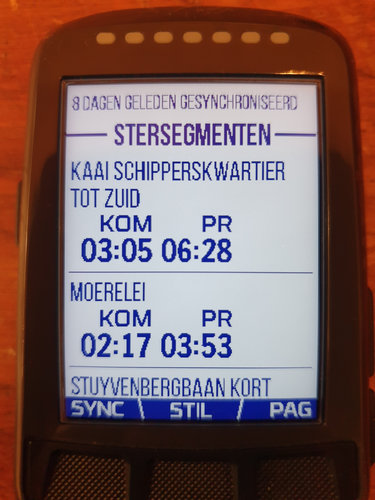 8 DAGEN GELEDEN GESYNCHRONISEERD
STERSEGMENTEN
KAAI SCHIPPERSKWARTIER
TOT ZUID
KOM PR
03:05 06:28
MOERELEI
KOM PR
02:17 03:53
STUYVENBERGBAAN KORT
SYNC STIL PAG